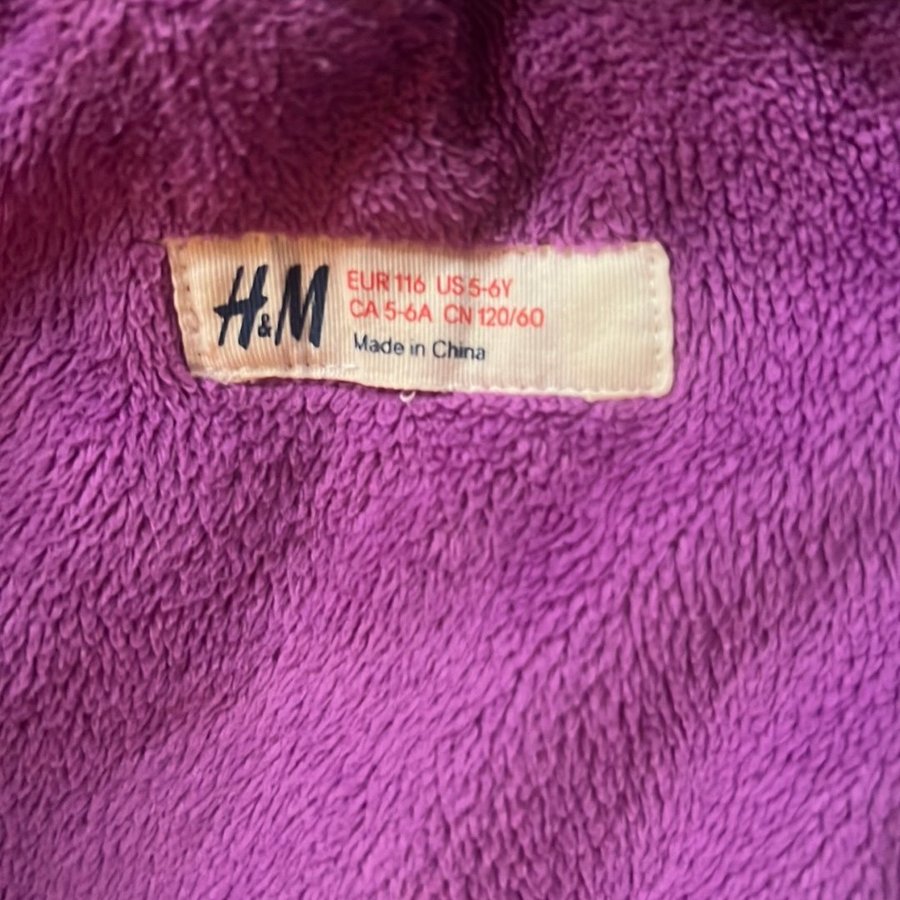 H&M
EUR 116 US 5-6Y
CA 5-6A CN 120/60
Made in China